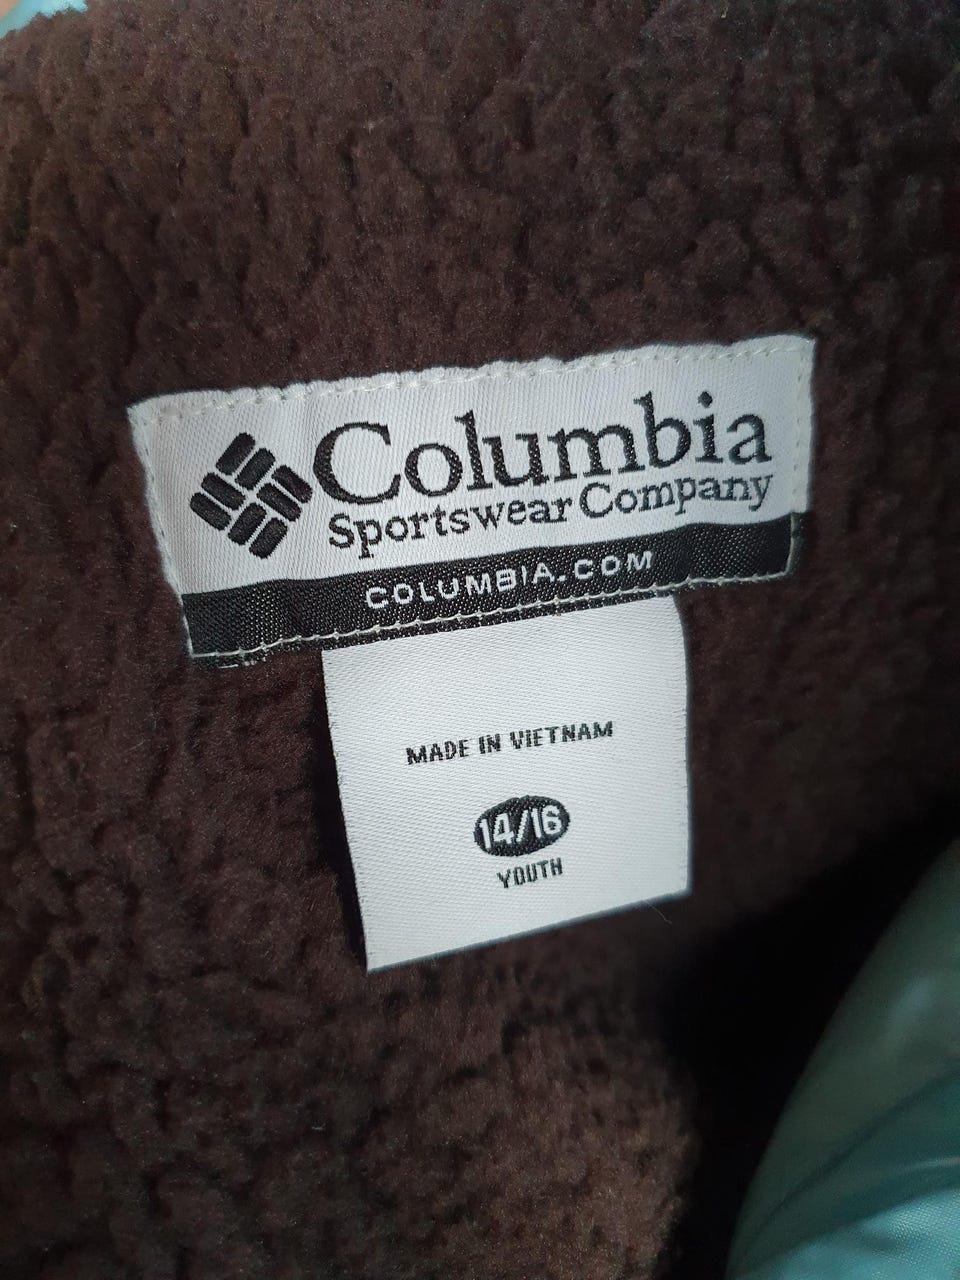 Columbia
Sportswear Company
COLUMBIA.COM
MADE IN VIETNAM
14/16
YOUTH